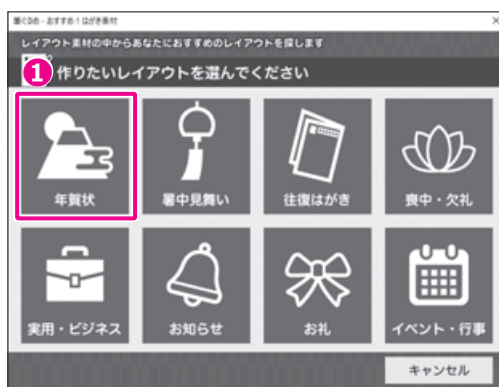 筆ぐるめ - おすすめ！はがき素材
レイアウト素材の中からあなたにおすすめのレイアウトを探します
1 作りたいレイアウトを選んでください
年賀状 暑中見舞い 往復はがき 喪中・欠礼
実用・ビジネス お知らせ お礼 イベント・行事
キャンセル